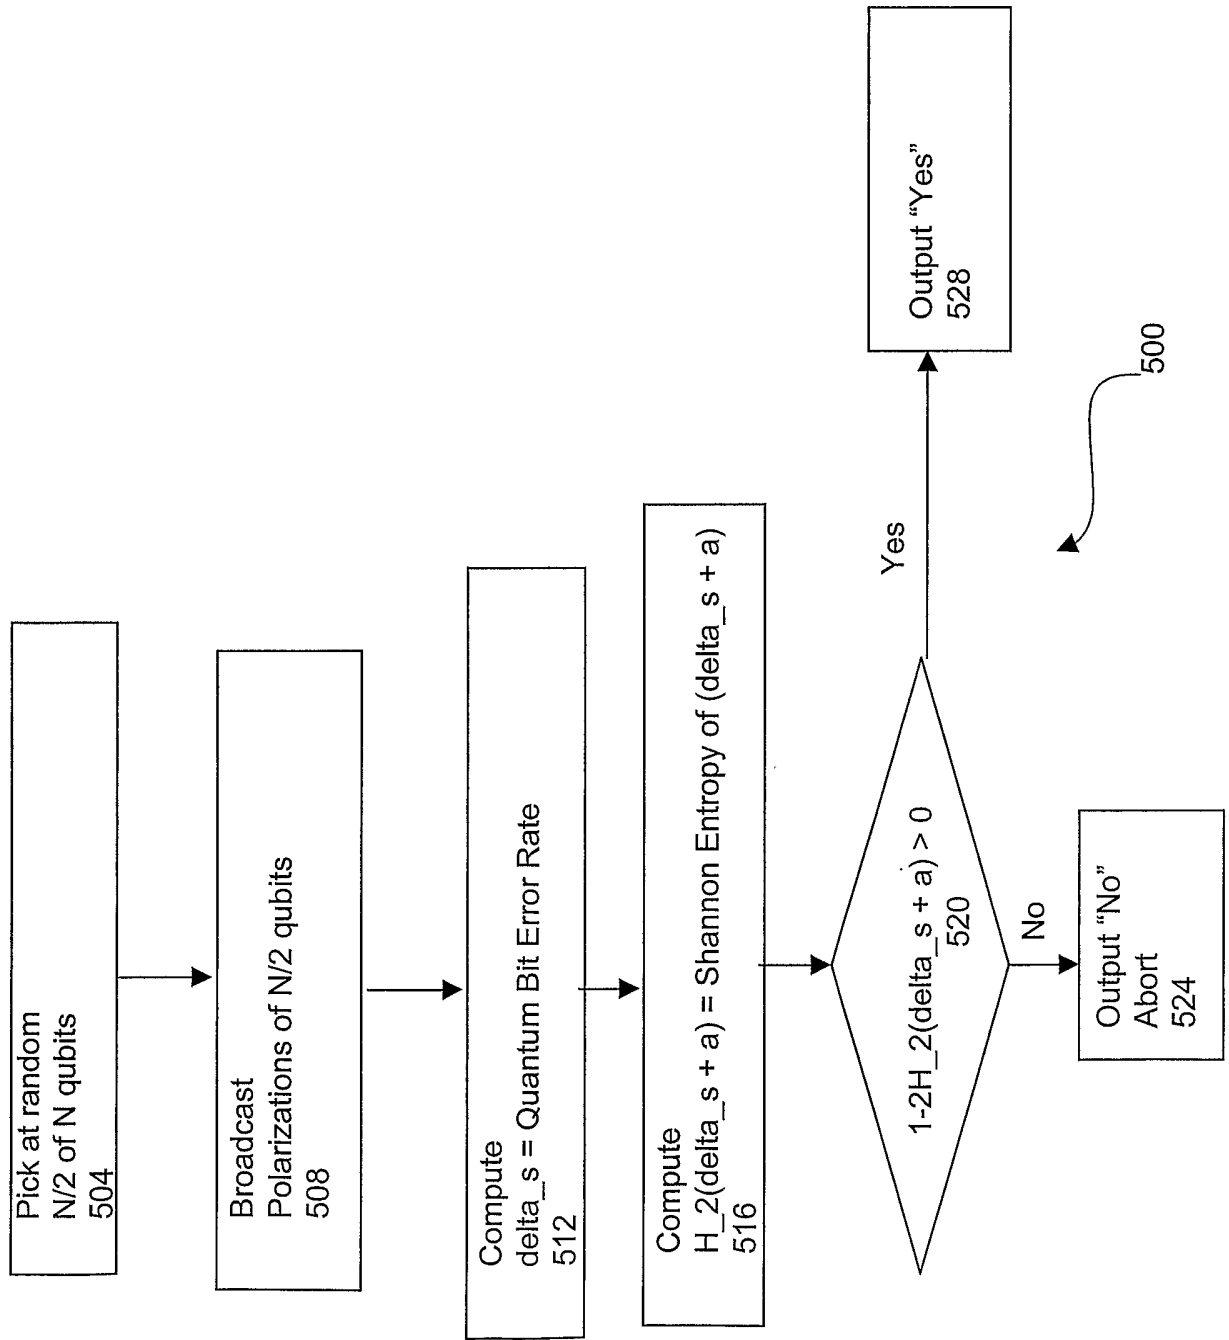 Pick at random
N/2 of N qubits
504
Broadcast
Polarizations of N/2 qubits
508
Compute
delta_s = Quantum Bit Error Rate
512
Compute
H_2(delta_s + a) = Shannon Entropy of (delta_s + a)
516
1-2H_2(delta_s + a) > 0
520
Yes
No
Output “No”
Abort
524
Output “Yes”
528
500